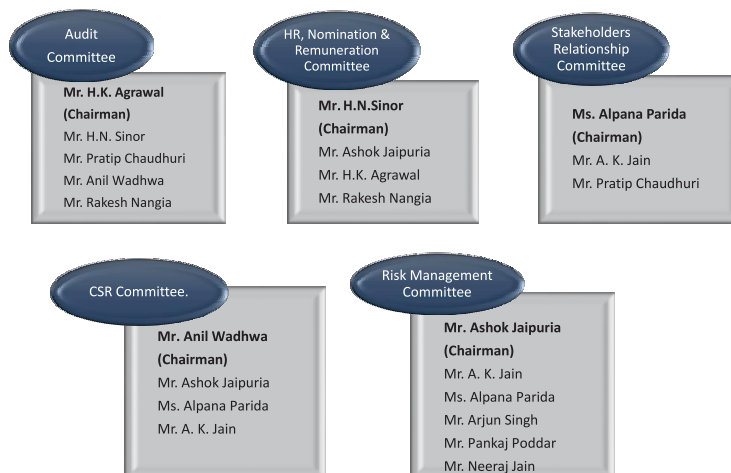 Audit
Committee
Mr. H.K. Agrawal
(Chairman)
Mr. H.N. Sinor
Mr. Pratip Chaudhuri
Mr. Anil Wadhwa
Mr. Rakesh Nangia
HR, Nomination &
Remuneration
Committee
Mr. H.N.Sinor
(Chairman)
Mr. Ashok Jaipuria
Mr. H.K. Agrawal
Mr. Rakesh Nangia
Stakeholders
Relationship
Committee
Ms. Alpana Parida
(Chairman)
Mr. A. K. Jain
Mr. Pratip Chaudhuri
CSR Committee.
Mr. Anil Wadhwa
(Chairman)
Mr. Ashok Jaipuria
Ms. Alpana Parida
Mr. A. K. Jain
Risk Management
Committee
Mr. Ashok Jaipuria
(Chairman)
Mr. A. K. Jain
Ms. Alpana Parida
Mr. Arjun Singh
Mr. Pankaj Poddar
Mr. Neeraj Jain